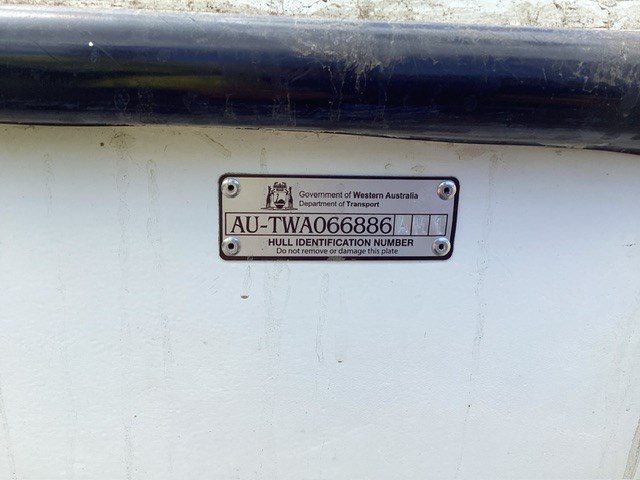 Government of Western Australia
Department of Transport
AU-TWA066886
HULL IDENTIFICATION NUMBER
Do not remove or damage this plate